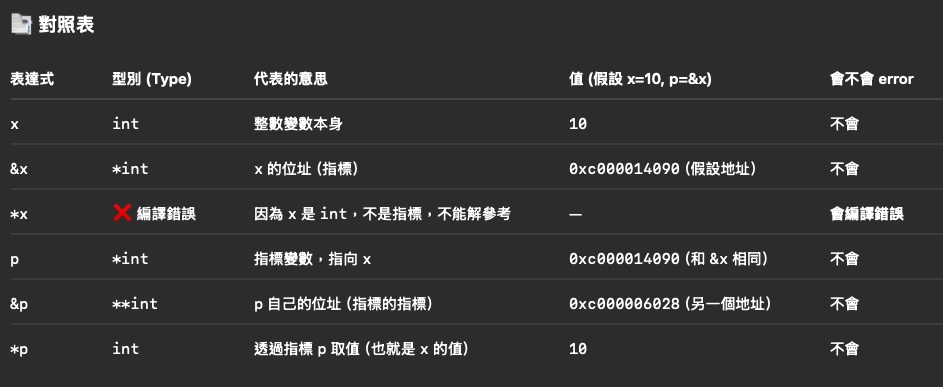 📑 對照表
表達式 型別 (Type) 代表的意思 值 (假設 x=10, p=&x) 會不會 error
x int 整數變數本身 10 不會
&x *int x 的位址 (指標) 0xc000014090 (假設地址) 不會
*x ❌ 編譯錯誤 因為 x 是 int，不是指標，不能解參考 — 會編譯錯誤
p *int 指標變數，指向 x 0xc000014090 (和 &x 相同) 不會
&p **int p 自己的位址 (指標的指標) 0xc000006028 (另一個地址) 不會
*p int 透過指標 p 取值 (也就是 x 的值) 10 不會